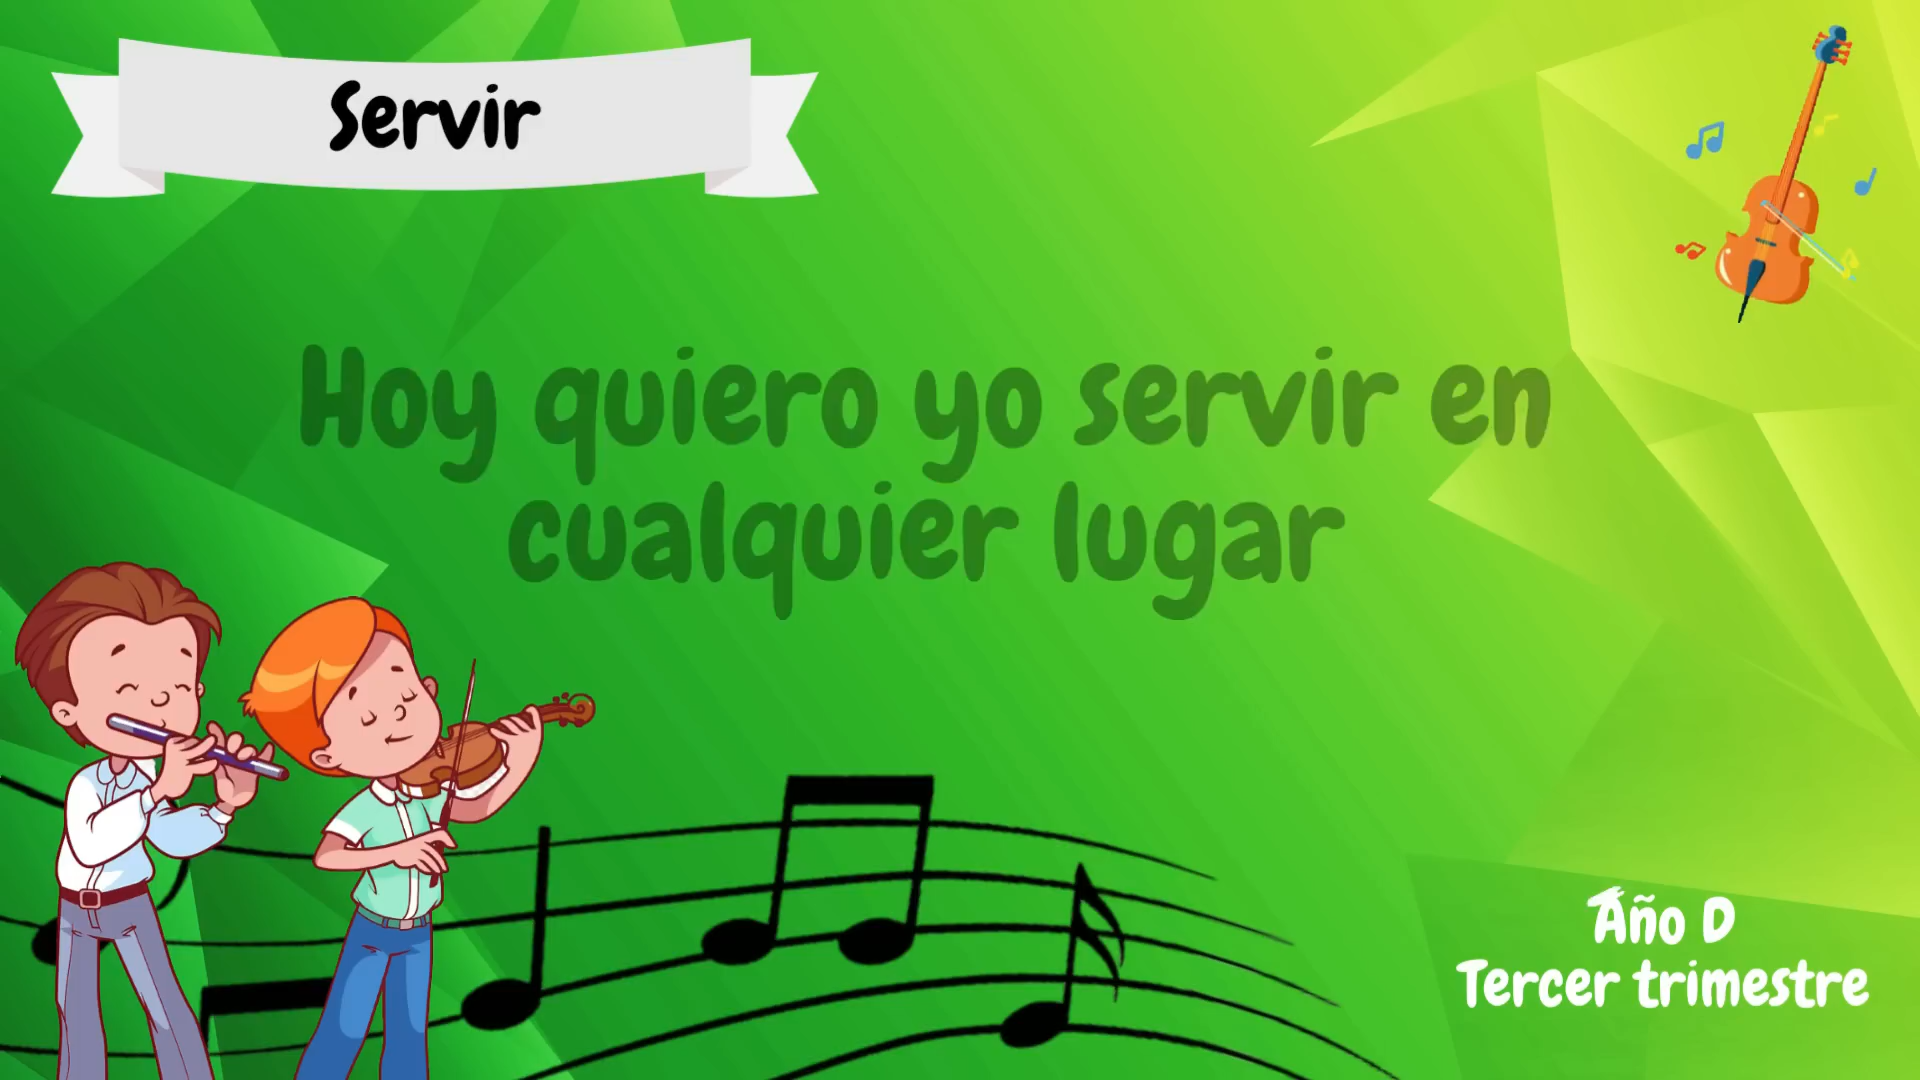 Servir
Hoy quiero yo servir en
cualquier lugar
Año D
Tercer trimestre